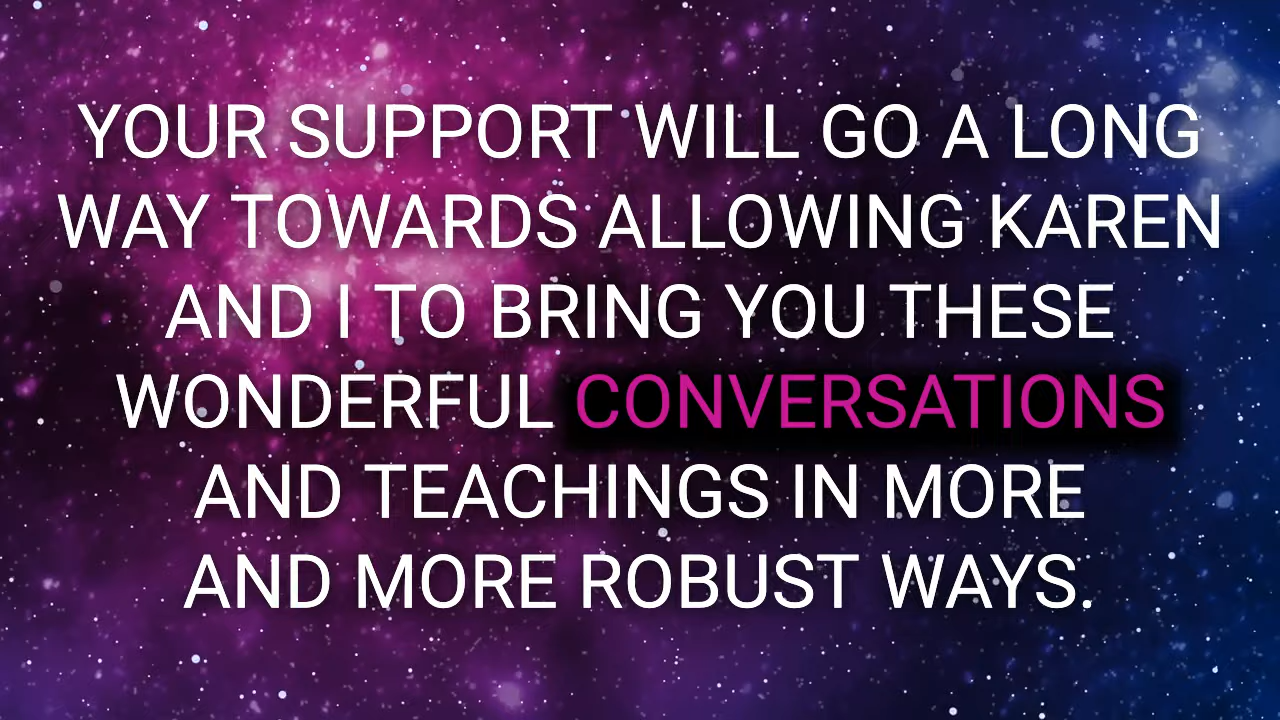 YOUR SUPPORT WILL GO A LONG
WAY TOWARDS ALLOWING KAREN
AND I TO BRING YOU THESE
WONDERFUL CONVERSATIONS
AND TEACHINGS IN MORE
AND MORE ROBUST WAYS.